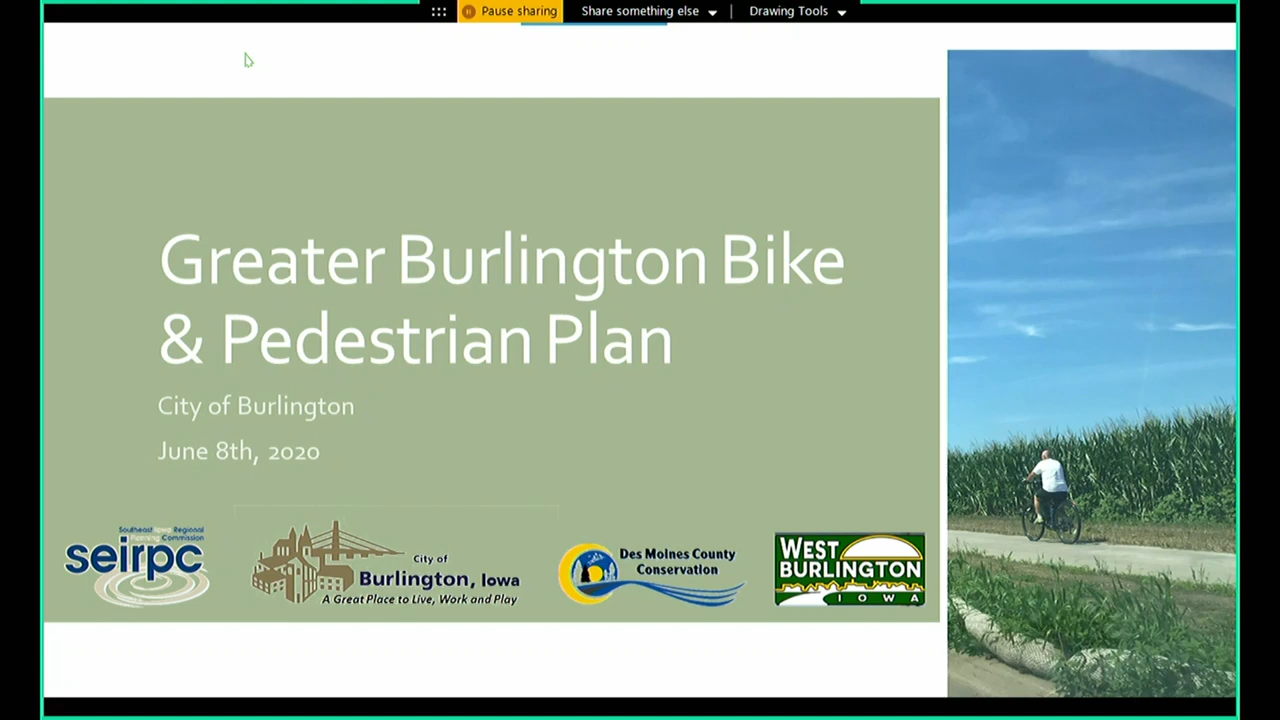 Pause sharing
Share something else
Drawing Tools
Greater Burlington Bike
& Pedestrian Plan
City of Burlington
June 8th, 2020
Southeast Iowa Regional
Planning Commission
seirpc
City of
Burlington, Iowa
A Great Place to Live, Work and Play
Des Moines County
Conservation
WEST
BURLINGTON
IOWA